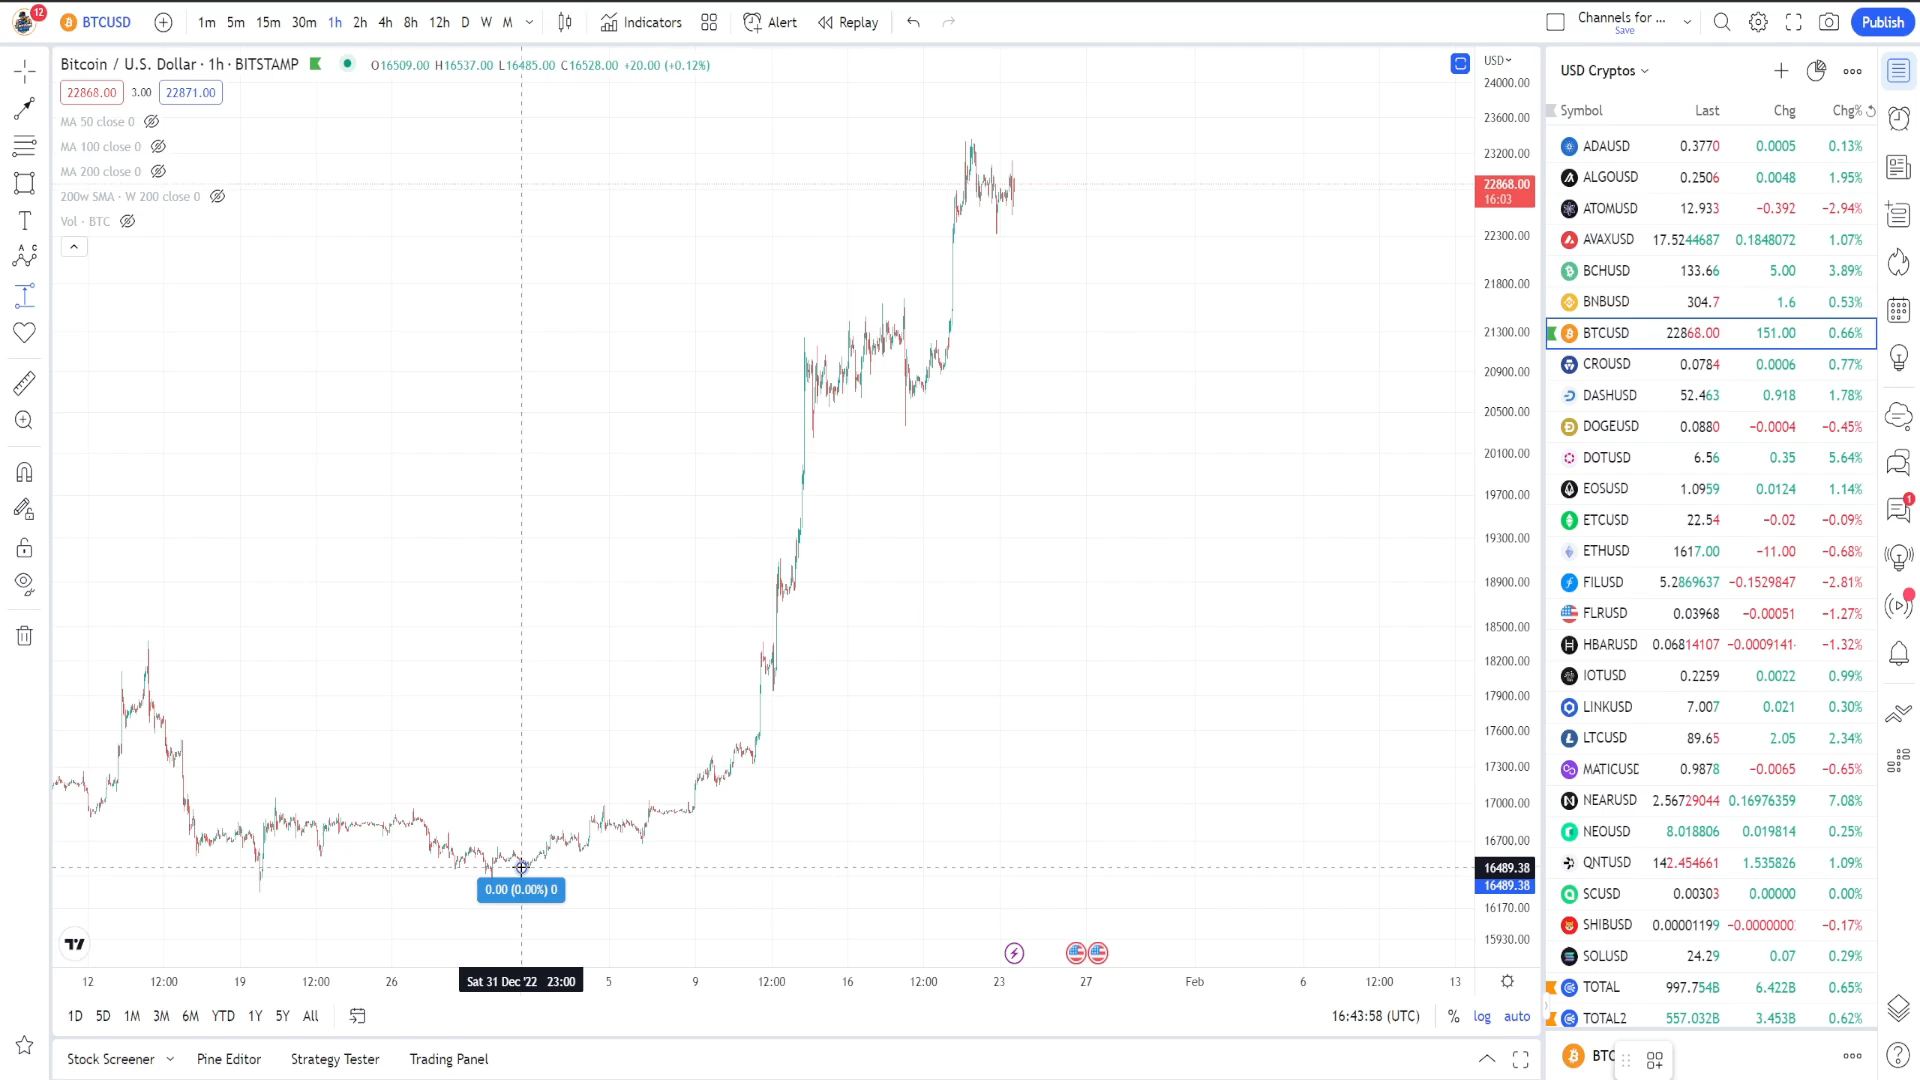 12
BTCUSD
1m 5m 15m 30m 1h 2h 4h 8h 12h D W M
Indicators
Alert
Replay
Channels for ...
Save
Publish
Bitcoin / U.S. Dollar · 1h · BITSTAMP
O16509.00 H16537.00 L16485.00 C16528.00 +20.00 (+0.12%)
22868.00 3.00 22871.00
MA 50 close 0
MA 100 close 0
MA 200 close 0
200w SMA · W 200 close 0
Vol · BTC
USD
24000.00
23600.00
23200.00
22868.00
16:03
22300.00
21800.00
21300.00
20900.00
20500.00
20100.00
19700.00
19300.00
18900.00
18500.00
18200.00
17900.00
17600.00
17300.00
17000.00
16700.00
16489.38
16489.38
16170.00
15930.00
0.00 (0.00%) 0
12 12:00 19 12:00 26 Sat 31 Dec '22 23:00 5 9 12:00 16 12:00 23 27 Feb 6 12:00 13
1D 5D 1M 3M 6M YTD 1Y 5Y All
16:43:58 (UTC) % log auto
Stock Screener Pine Editor Strategy Tester Trading Panel
USD Cryptos
Symbol Last Chg Chg%
ADAUSD 0.3770 0.0005 0.13%
ALGOUSD 0.2506 0.0048 1.95%
ATOMUSD 12.933 −0.392 −2.94%
AVAXUSD 17.5244687 0.1848072 1.07%
BCHUSD 133.66 5.00 3.89%
BNBUSD 304.7 1.6 0.53%
BTCUSD 22868.00 151.00 0.66%
CROUSD 0.0784 0.0006 0.77%
DASHUSD 52.463 0.918 1.78%
DOGEUSD 0.0880 −0.0004 −0.45%
DOTUSD 6.56 0.35 5.64%
EOSUSD 1.0959 0.0124 1.14%
ETCUSD 22.54 −0.02 −0.09%
ETHUSD 1617.00 −11.00 −0.68%
FILUSD 5.2869637 −0.1529847 −2.81%
FLRUSD 0.03968 −0.00051 −1.27%
HBARUSD 0.06814107 −0.0009141 −1.32%
IOTUSD 0.2259 0.0022 0.99%
LINKUSD 7.007 0.021 0.30%
LTCUSD 89.65 2.05 2.34%
MATICUSD 0.9878 −0.0065 −0.65%
NEARUSD 2.56729044 0.16976359 7.08%
NEOUSD 8.018806 0.019814 0.25%
QNTUSD 142.454661 1.535826 1.09%
SCUSD 0.00303 0.00000 0.00%
SHIBUSD 0.00001199 −0.0000000 −0.17%
SOLUSD 24.29 0.07 0.29%
TOTAL 997.754B 6.422B 0.65%
TOTAL2 557.032B 3.453B 0.62%
BTC
1